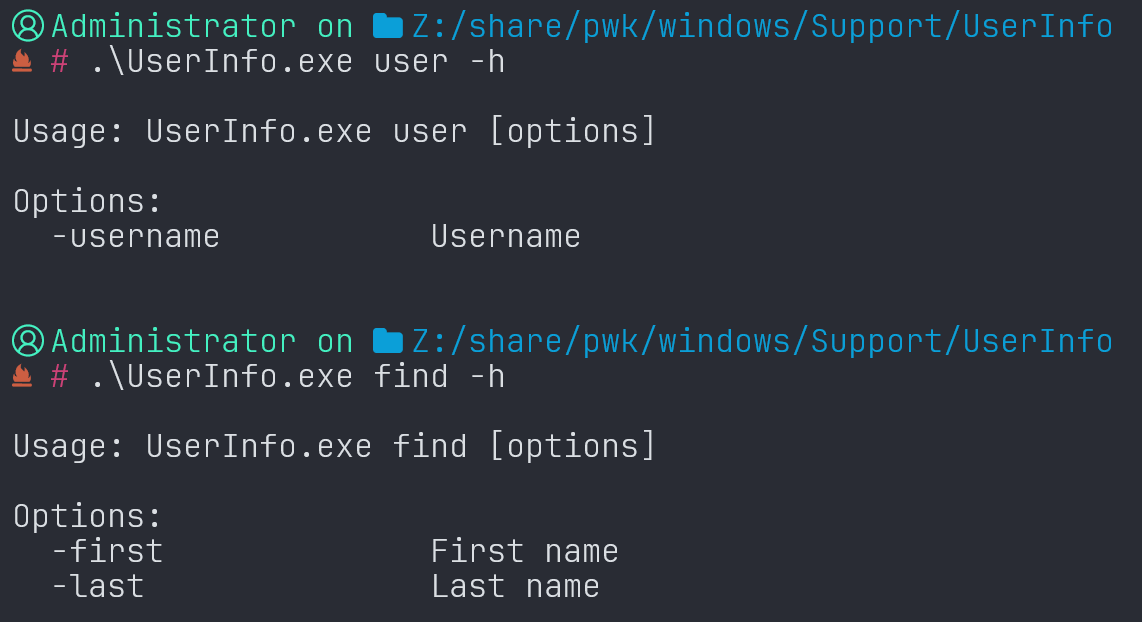 Administrator on Z:/share/pwk/windows/Support/UserInfo
# .\UserInfo.exe user -h
Usage: UserInfo.exe user [options]
Options:
-username Username
Administrator on Z:/share/pwk/windows/Support/UserInfo
# .\UserInfo.exe find -h
Usage: UserInfo.exe find [options]
Options:
-first First name
-last Last name